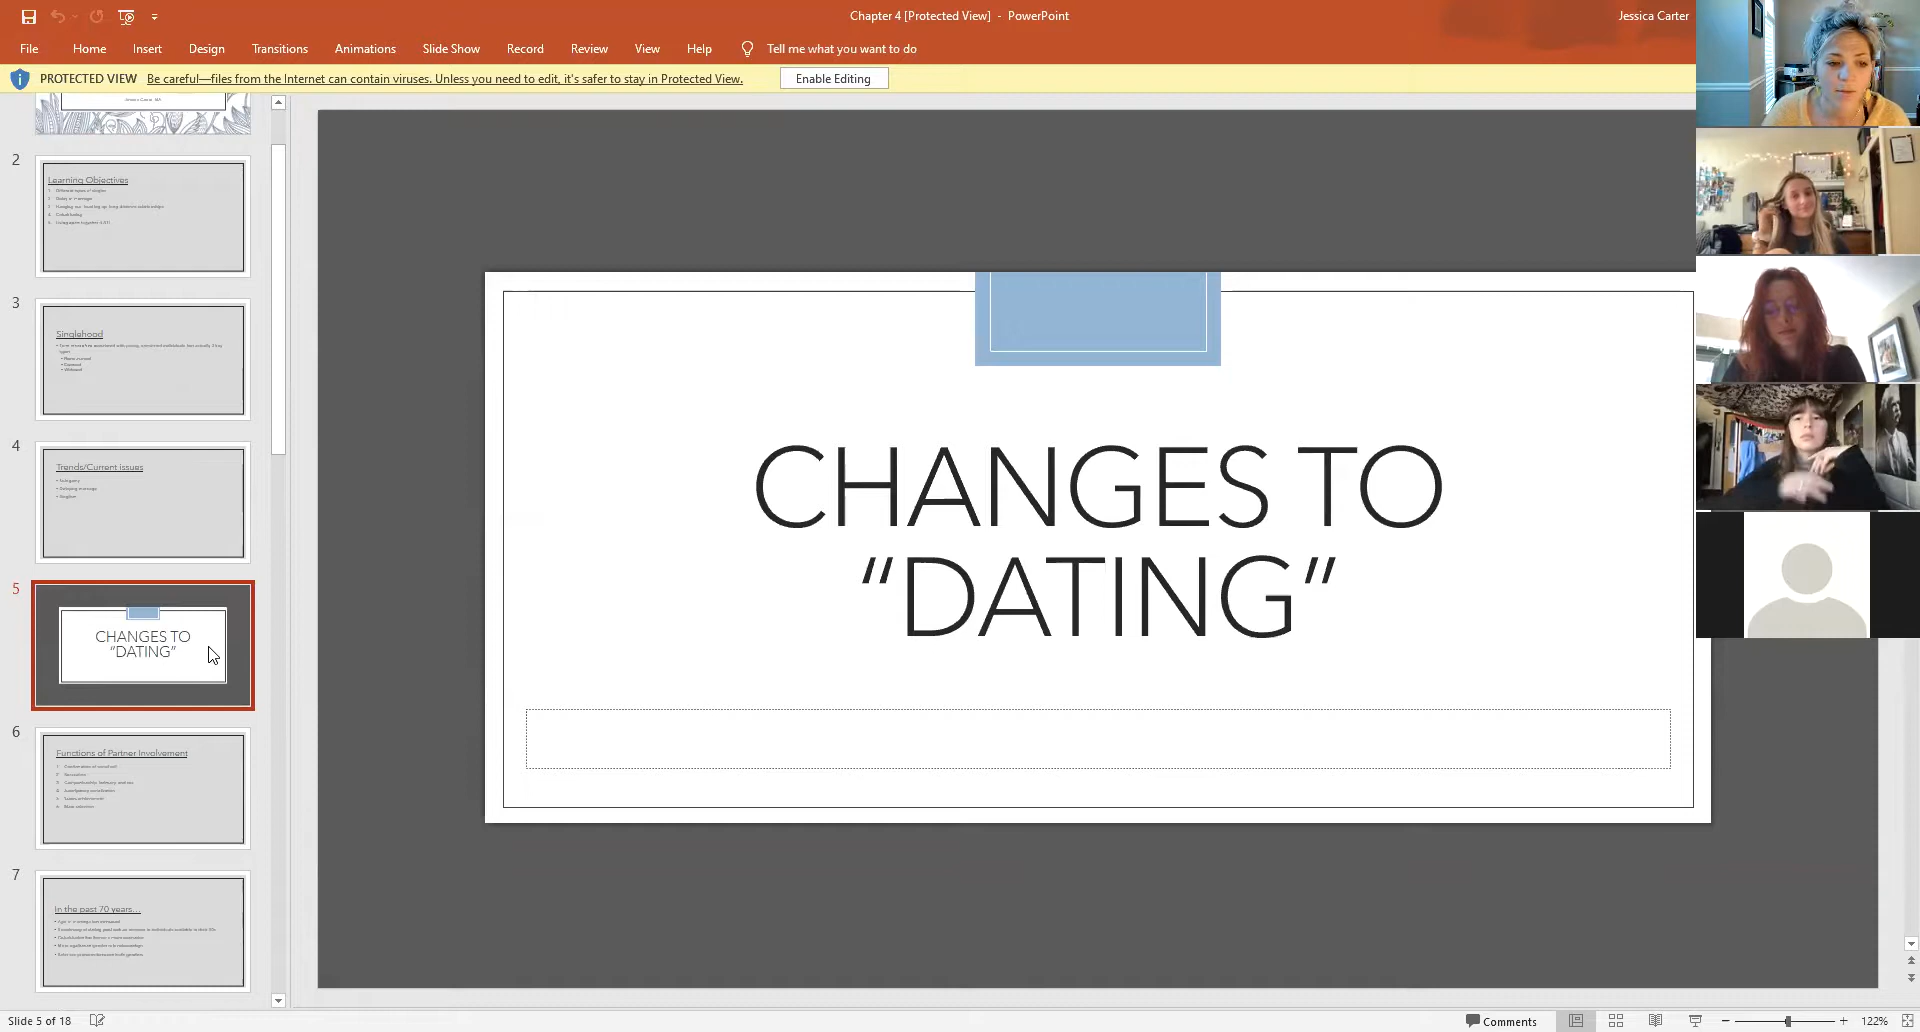 Chapter 4 [Protected View] - PowerPoint
Jessica Carter
File Home Insert Design Transitions Animations Slide Show Record Review View Help Tell me what you want to do
PROTECTED VIEW Be careful—files from the Internet can contain viruses. Unless you need to edit, it's safer to stay in Protected View. Enable Editing
2
Learning Objectives
3
Singlehood
4
Trends/Current issues
5
CHANGES TO
“DATING”
6
Functions of Partner Involvement
7
In the past 70 years...
CHANGES TO
“DATING”
Slide 5 of 18
Comments
122%